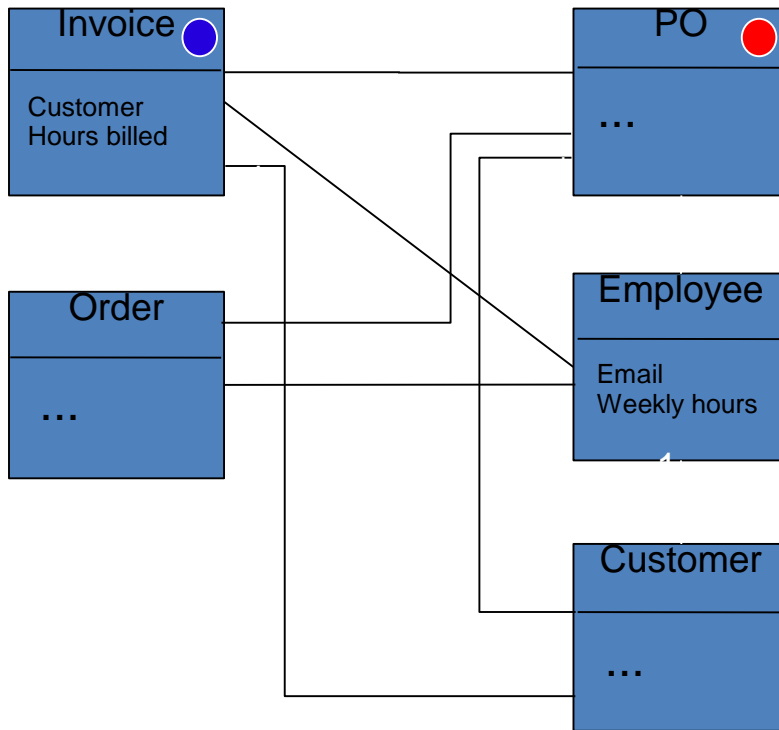 Invoice
Customer
Hours billed
PO
...
Order
...
Employee
Email
Weekly hours
Customer
...